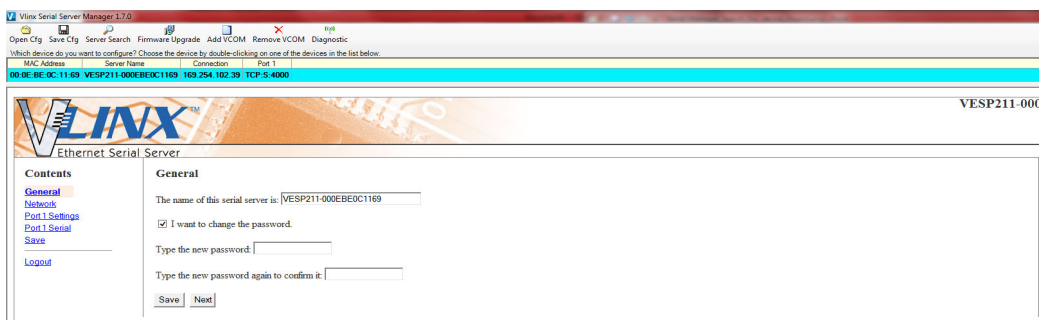 Vlinx Serial Server Manager 1.7.0
Open Cfg Save Cfg Server Search Firmware Upgrade Add VCOM Remove VCOM Diagnostic
Which device do you want to configure? Choose the device by double-clicking on one of the devices in the list below.
MAC Address Server Name Connection Port 1
00:0E:BE:0C:11:69 VESP211-000EBE0C1169 169.254.102.39 TCP:S:4000
VLINX TM
VESP211-000
Ethernet Serial Server
Contents
General
Network
Port 1 Settings
Port 1 Serial
Save
Logout
General
The name of this serial server is: VESP211-000EBE0C1169
I want to change the password.
Type the new password:
Type the new password again to confirm it:
Save Next